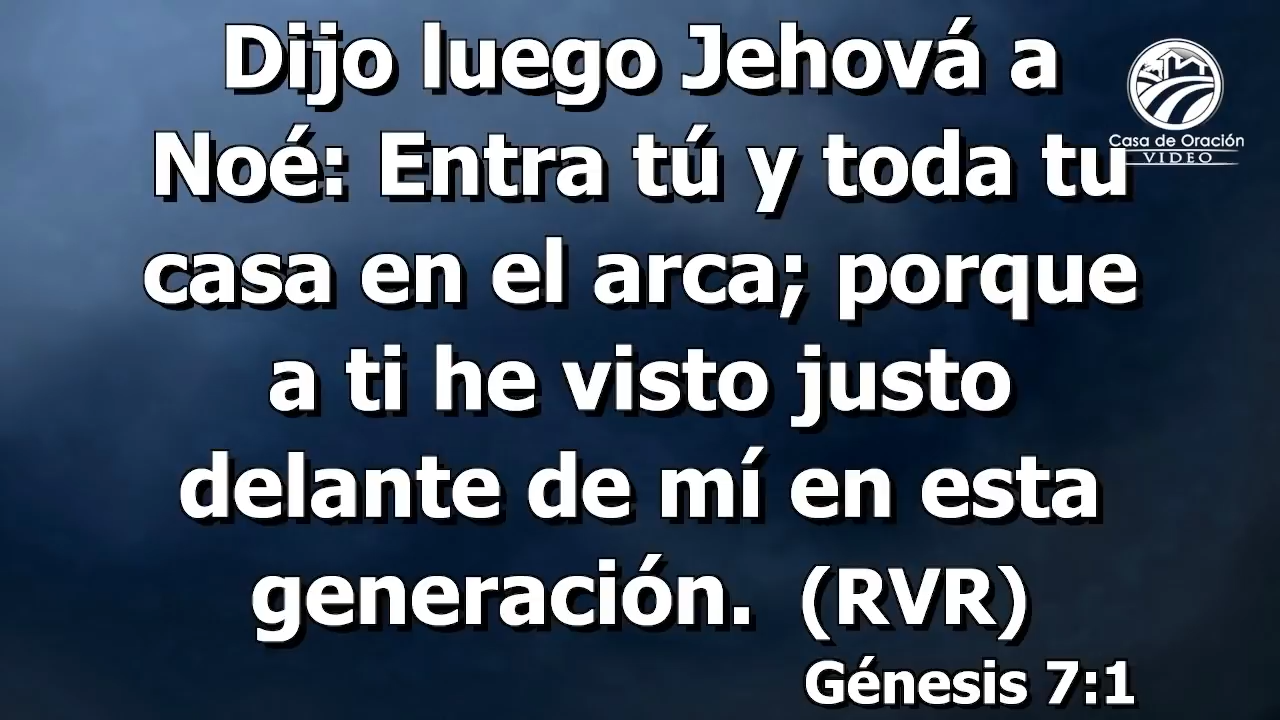 Dijo luego Jehová a
Noé: Entra tú y toda tu
casa en el arca; porque
a ti he visto justo
delante de mí en esta
generación. (RVR)
Génesis 7:1
Casa de Oración
VIDEO